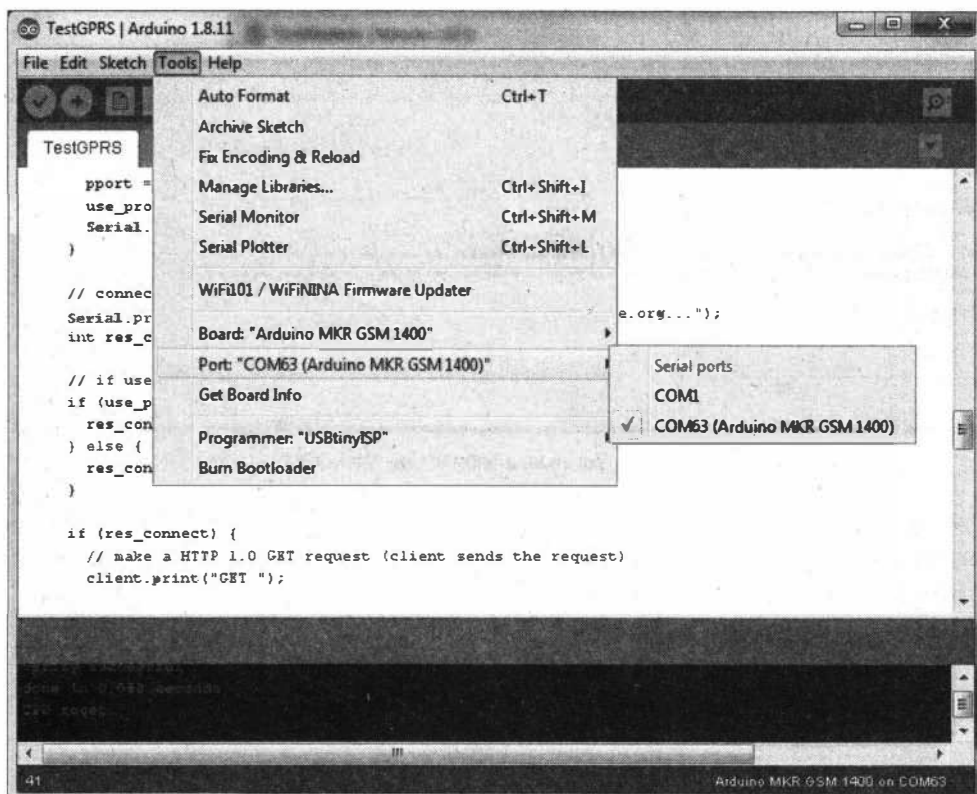 TestGPRS | Arduino 1.8.11
File Edit Sketch Tools Help
TestGPRS
Auto Format Ctrl+T
Archive Sketch
Fix Encoding & Reload
Manage Libraries... Ctrl+Shift+I
Serial Monitor Ctrl+Shift+M
Serial Plotter Ctrl+Shift+L
WiFi101 / WiFiNINA Firmware Updater
Board: "Arduino MKR GSM 1400"
Port: "COM63 (Arduino MKR GSM 1400)"
Get Board Info
Programmer: "USBtinyISP"
Burn Bootloader
Serial ports
COM1
✓ COM63 (Arduino MKR GSM 1400)
pport =
use_pro
Serial.
}
// connec
Serial.pr e.org...");
int res_c
// if use
if (use_p
res_con
} else {
res_con
}
if (res_connect) {
// make a HTTP 1.0 GET request (client sends the request)
client.print("GET ");
done in seconds
CPU reset.
41 Arduino MKR GSM 1400 on COM63